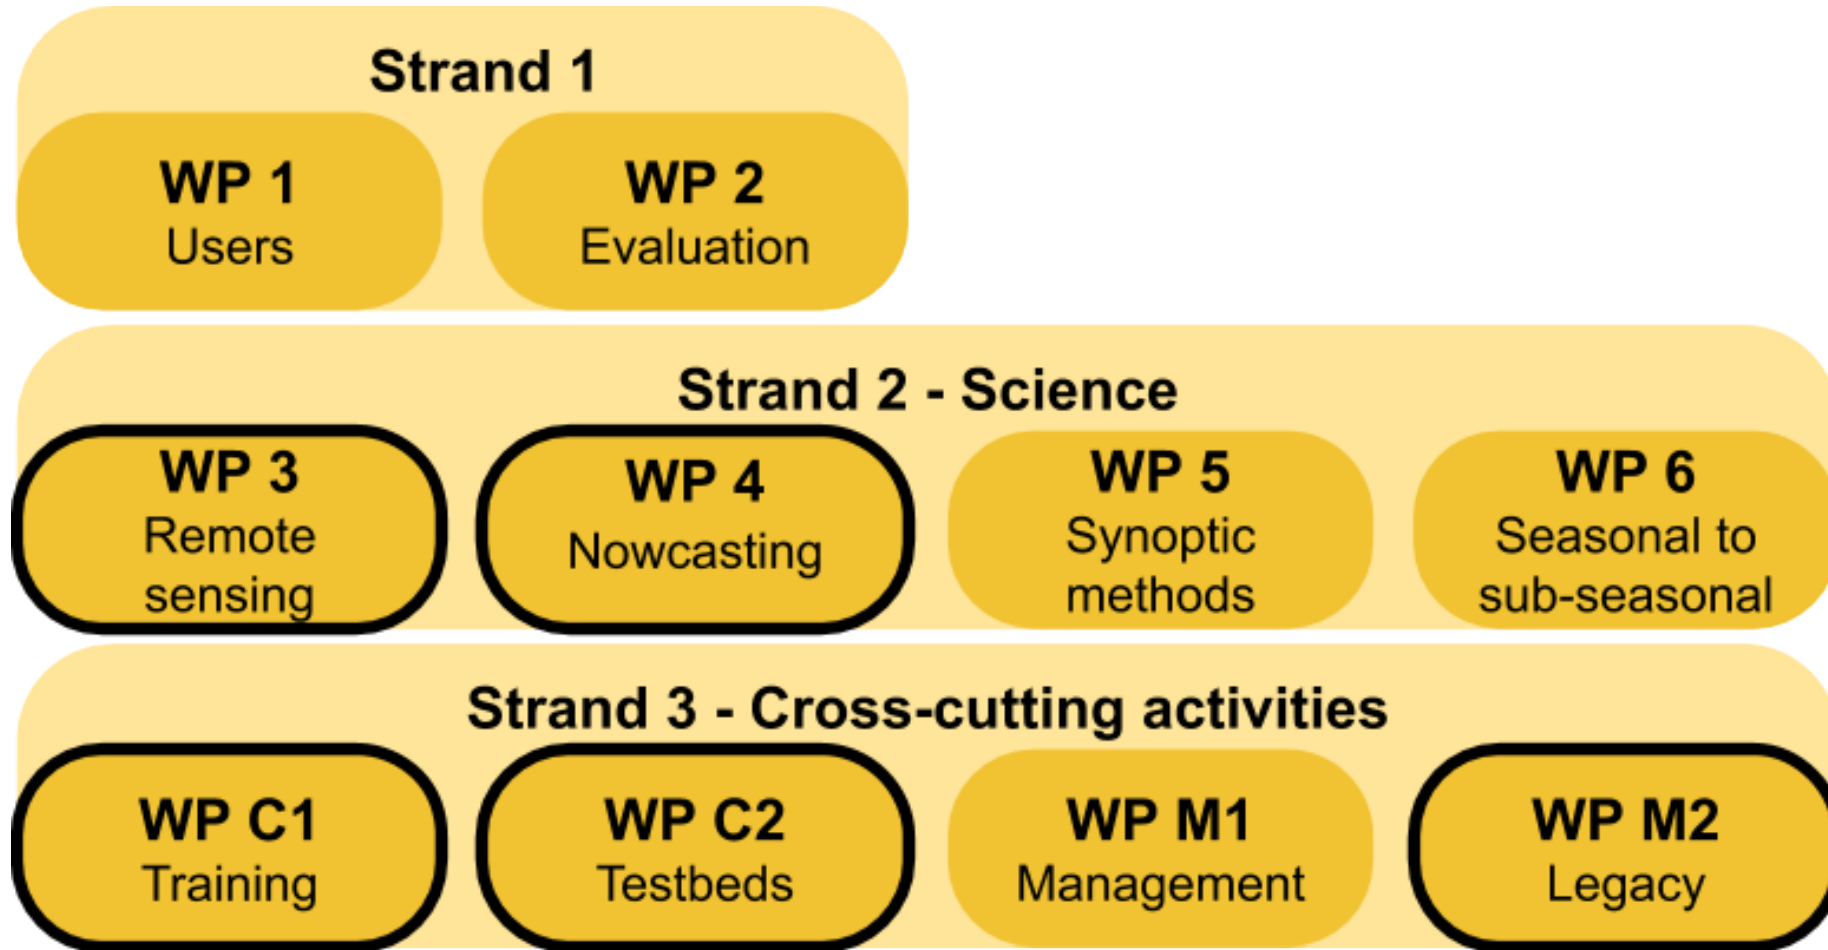 Strand 1
WP 1
Users
WP 2
Evaluation
Strand 2 - Science
WP 3
Remote
sensing
WP 4
Nowcasting
WP 5
Synoptic
methods
WP 6
Seasonal to
sub-seasonal
Strand 3 - Cross-cutting activities
WP C1
Training
WP C2
Testbeds
WP M1
Management
WP M2
Legacy